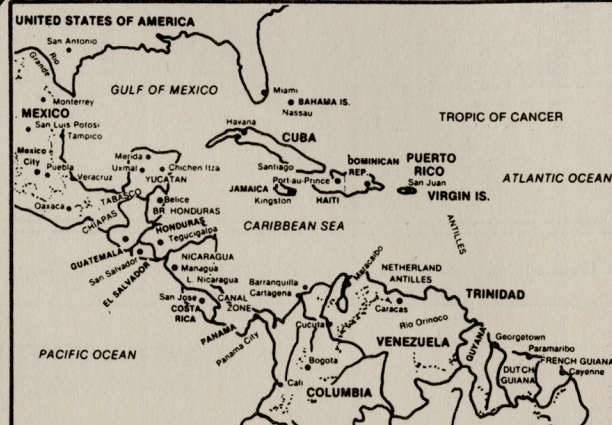 UNITED STATES OF AMERICA
San Antonio
Rio
Grande
GULF OF MEXICO
Miami
BAHAMA IS.
Nassau
Monterrey
MEXICO
San Luis Potosi
Tampico
TROPIC OF CANCER
Havana
CUBA
Mexico
City
Puebla
Veracruz
Merida
Uxmal
Chichen Itza
YUCATAN
Santiago
Port-au-Prince
DOMINICAN
REP.
PUERTO
RICO
San Juan
VIRGIN IS.
ATLANTIC OCEAN
JAMAICA
Kingston
HAITI
Oaxaca
TABASCO
CHIAPAS
Belice
BR HONDURAS
HONDURAS
Tegucigalpa
CARIBBEAN SEA
ANTILLES
GUATEMALA
San Salvador
EL SALVADOR
NICARAGUA
Managua
L. Nicaragua
Barranquilla
Cartagena
Maricaibo
NETHERLAND
ANTILLES
TRINIDAD
San Jose
COSTA
RICA
CANAL
ZONE
Caracas
Rio Orinoco
Cucuta
PANAMA
Panama City
VENEZUELA
GUYANA
Georgetown
Paramaribo
FRENCH GUIANA
Cayenne
DUTCH
GUIANA
PACIFIC OCEAN
Bogota
Cali
COLUMBIA